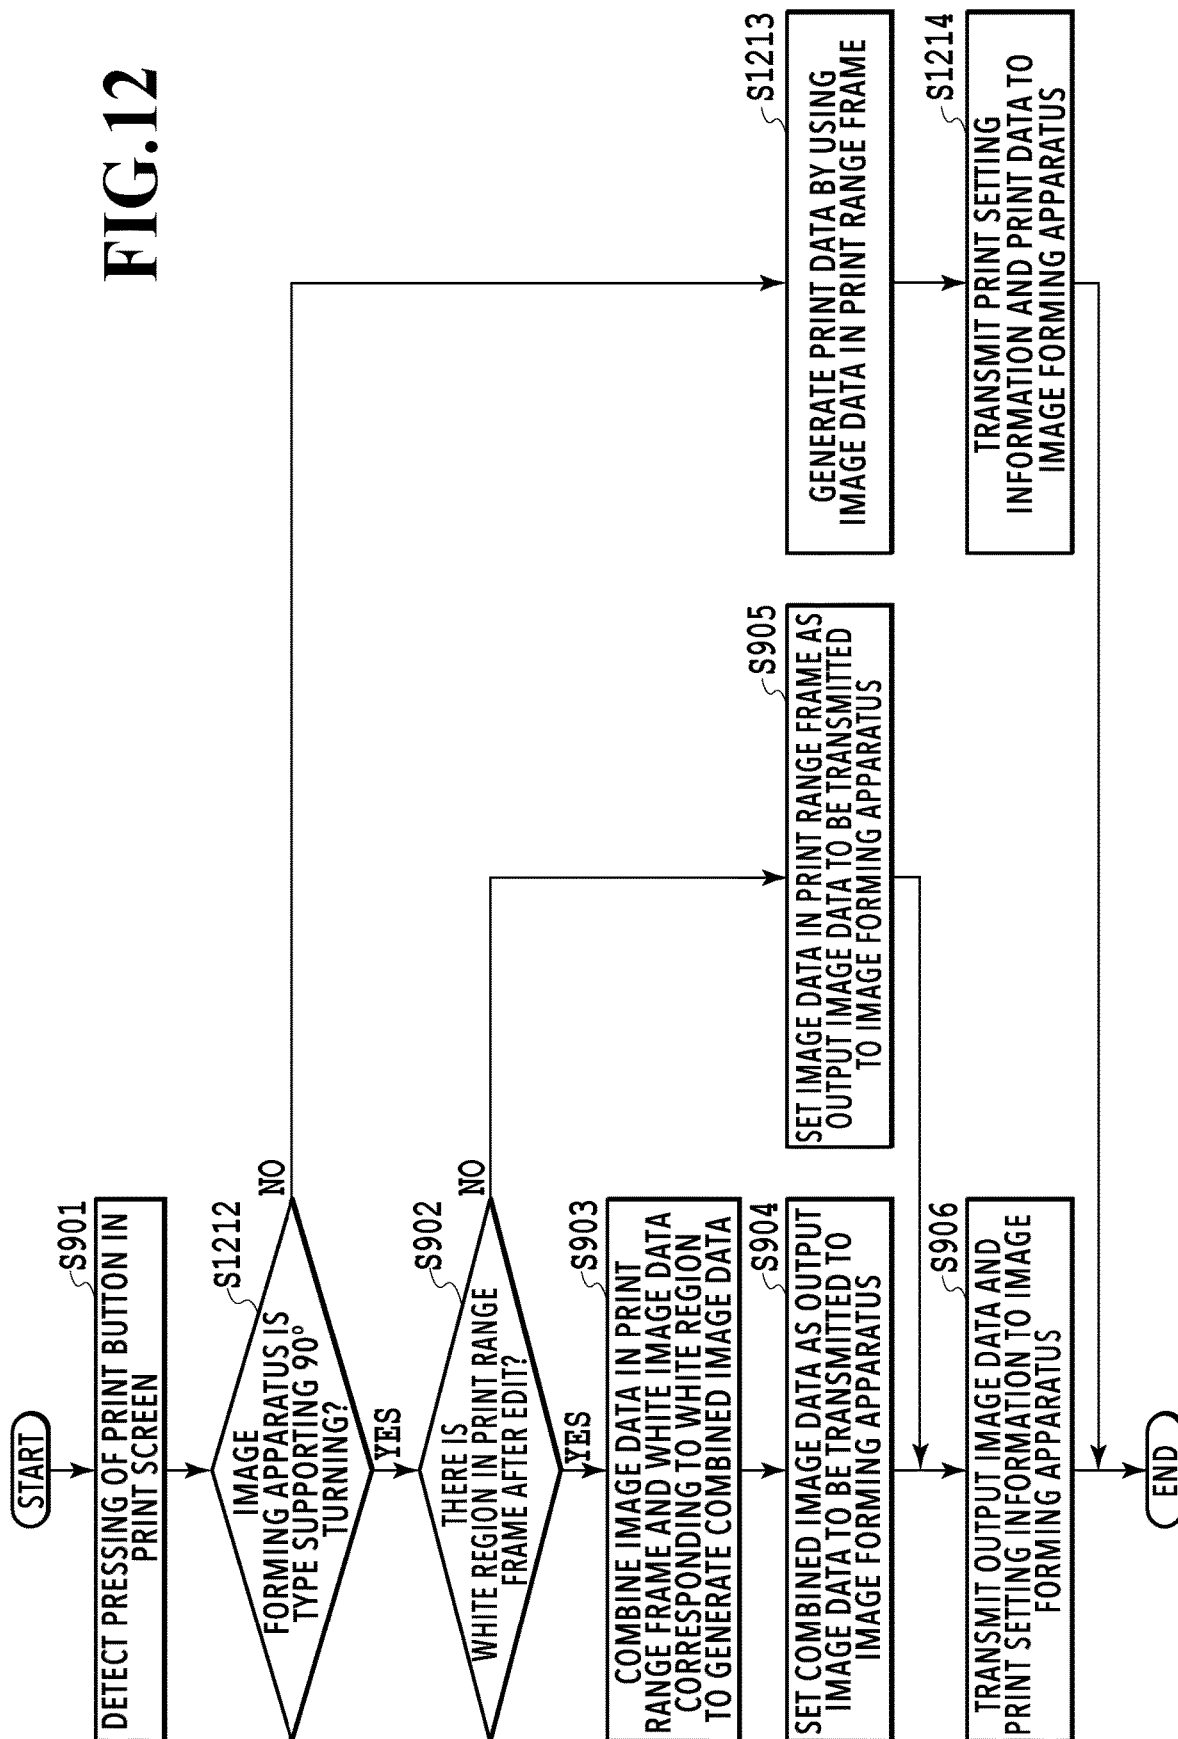 FIG.12
START
S901
DETECT PRESSING OF PRINT BUTTON IN
PRINT SCREEN
S1212
IMAGE
FORMING APPARATUS IS
TYPE SUPPORTING 90°
TURNING?
NO
YES
S902
THERE IS
WHITE REGION IN PRINT RANGE
FRAME AFTER EDIT?
NO
YES
S903
COMBINE IMAGE DATA IN PRINT
RANGE FRAME AND WHITE IMAGE DATA
CORRESPONDING TO WHITE REGION
TO GENERATE COMBINED IMAGE DATA
S904
SET COMBINED IMAGE DATA AS OUTPUT
IMAGE DATA TO BE TRANSMITTED TO
IMAGE FORMING APPARATUS
S905
SET IMAGE DATA IN PRINT RANGE FRAME AS
OUTPUT IMAGE DATA TO BE TRANSMITTED
TO IMAGE FORMING APPARATUS
S1213
GENERATE PRINT DATA BY USING
IMAGE DATA IN PRINT RANGE FRAME
S906
TRANSMIT OUTPUT IMAGE DATA AND
PRINT SETTING INFORMATION TO IMAGE
FORMING APPARATUS
S1214
TRANSMIT PRINT SETTING
INFORMATION AND PRINT DATA TO
IMAGE FORMING APPARATUS
END